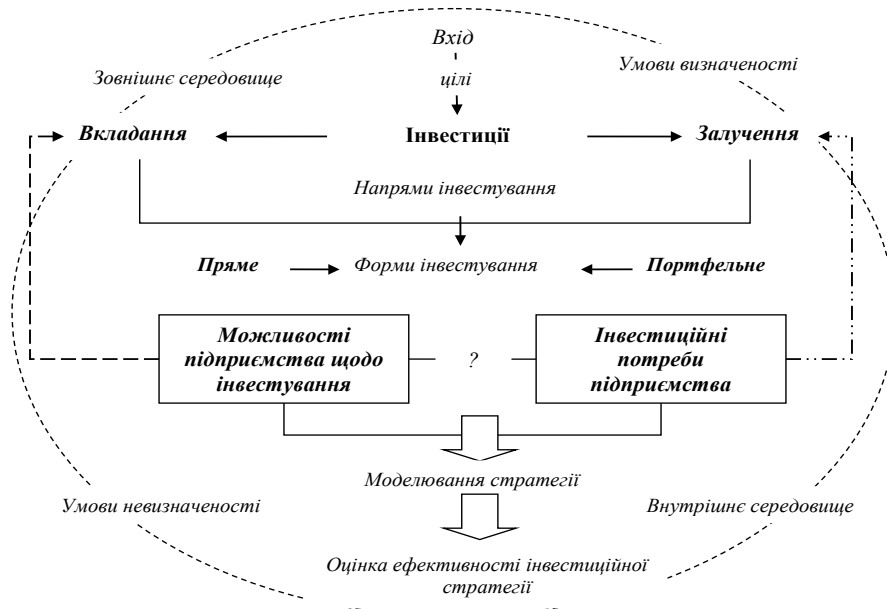 Вхід
Зовнішнє середовище
Умови визначеності
цілі
Вкладання
Інвестиції
Залучення
Напрями інвестування
Пряме
Форми інвестування
Портфельне
Можливості
підприємства щодо
інвестування
?
Інвестиційні
потреби
підприємства
Моделювання стратегії
Умови невизначеності
Внутрішнє середовище
Оцінка ефективності інвестиційної
стратегії